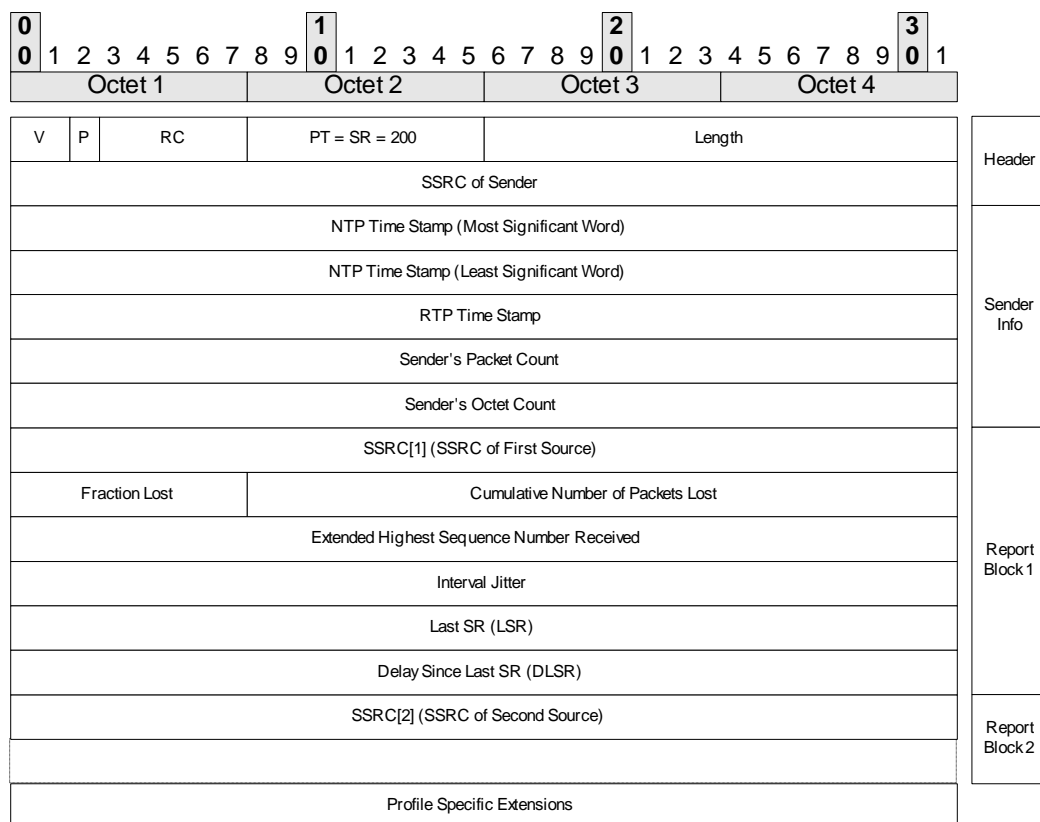 0 1 2 3
0 1 2 3 4 5 6 7 8 9 0 1 2 3 4 5 6 7 8 9 0 1 2 3 4 5 6 7 8 9 0 1
Octet 1 Octet 2 Octet 3 Octet 4
V P RC PT = SR = 200 Length
Header
SSRC of Sender
NTP Time Stamp (Most Significant Word)
NTP Time Stamp (Least Significant Word)
Sender
Info
RTP Time Stamp
Sender's Packet Count
Sender's Octet Count
SSRC[1] (SSRC of First Source)
Fraction Lost Cumulative Number of Packets Lost
Extended Highest Sequence Number Received
Report
Block 1
Interval Jitter
Last SR (LSR)
Delay Since Last SR (DLSR)
SSRC[2] (SSRC of Second Source)
Report
Block 2
Profile Specific Extensions